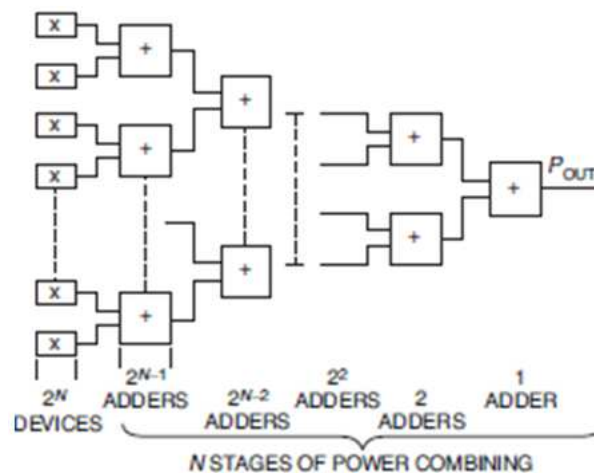 X
+
X
+
X
+
X
+
P_OUT
+
+
+
X
+
X
2^N
DEVICES
2^{N–1}
ADDERS
2^{N–2}
ADDERS
2^2
ADDERS
2
ADDERS
1
ADDER
N STAGES OF POWER COMBINING